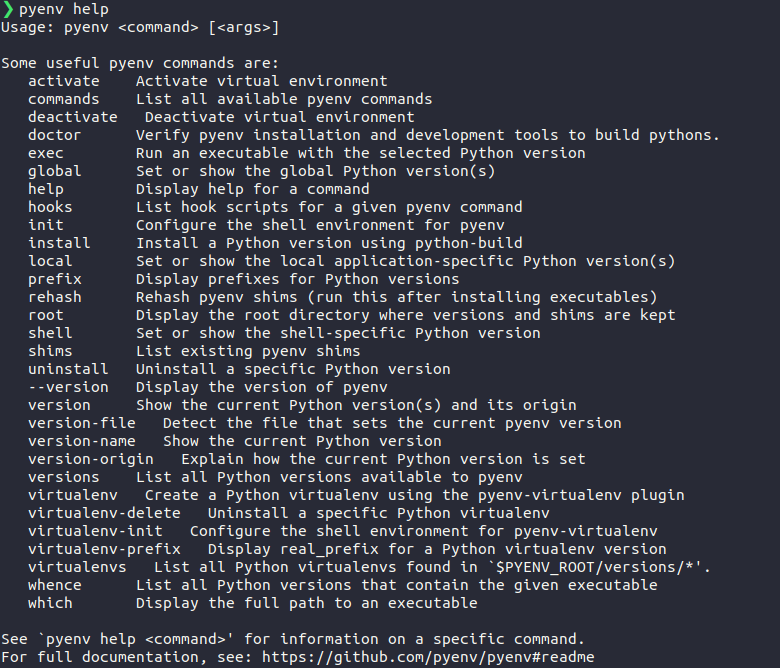 ❯ pyenv help
Usage: pyenv <command> [<args>]

Some useful pyenv commands are:
   activate    Activate virtual environment
   commands    List all available pyenv commands
   deactivate   Deactivate virtual environment
   doctor      Verify pyenv installation and development tools to build pythons.
   exec        Run an executable with the selected Python version
   global      Set or show the global Python version(s)
   help        Display help for a command
   hooks       List hook scripts for a given pyenv command
   init        Configure the shell environment for pyenv
   install     Install a Python version using python-build
   local       Set or show the local application-specific Python version(s)
   prefix      Display prefixes for Python versions
   rehash      Rehash pyenv shims (run this after installing executables)
   root        Display the root directory where versions and shims are kept
   shell       Set or show the shell-specific Python version
   shims       List existing pyenv shims
   uninstall   Uninstall a specific Python version
   --version   Display the version of pyenv
   version     Show the current Python version(s) and its origin
   version-file   Detect the file that sets the current pyenv version
   version-name   Show the current Python version
   version-origin   Explain how the current Python version is set
   versions    List all Python versions available to pyenv
   virtualenv   Create a Python virtualenv using the pyenv-virtualenv plugin
   virtualenv-delete   Uninstall a specific Python virtualenv
   virtualenv-init   Configure the shell environment for pyenv-virtualenv
   virtualenv-prefix   Display real_prefix for a Python virtualenv version
   virtualenvs   List all Python virtualenvs found in `$PYENV_ROOT/versions/*'.
   whence      List all Python versions that contain the given executable
   which       Display the full path to an executable

See `pyenv help <command>' for information on a specific command.
For full documentation, see: https://github.com/pyenv/pyenv#readme